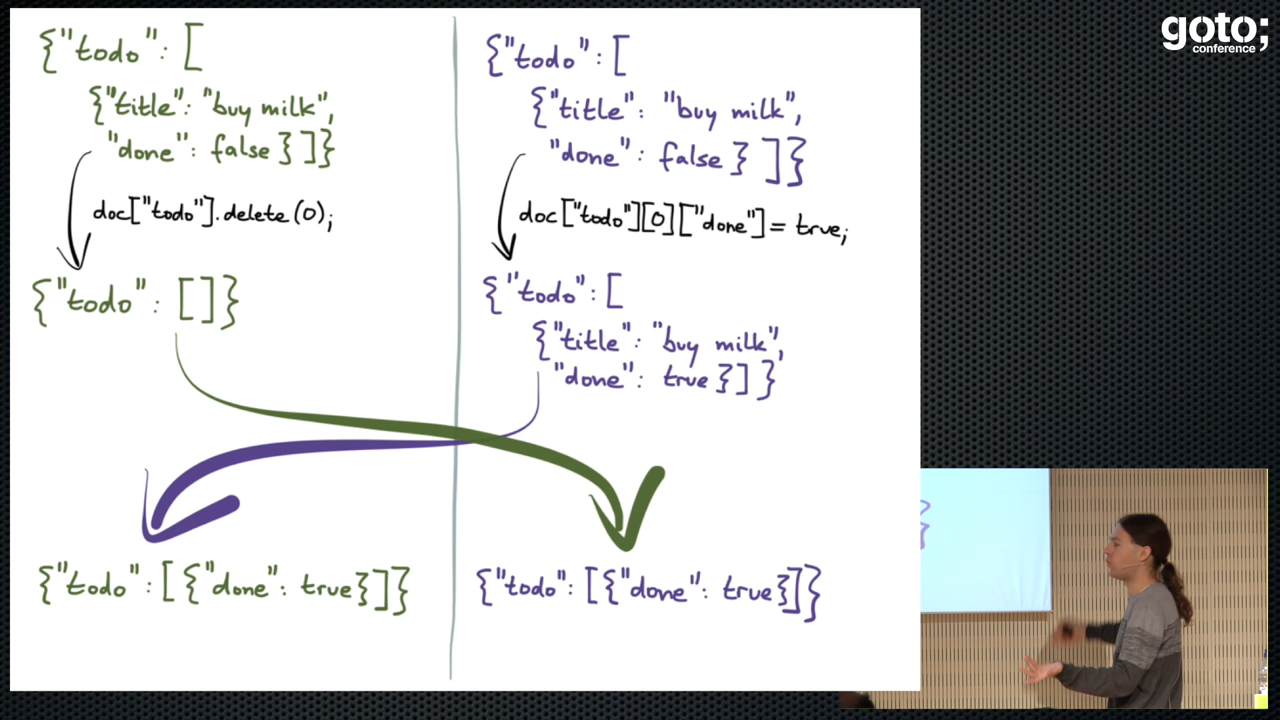 {"todo": [
{"title": "buy milk",
"done": false}]}
doc["todo"].delete(0);
{"todo": []}
{"todo": [{"done": true}]}
{"todo": [
{"title": "buy milk",
"done": false}]}
doc["todo"][0]["done"] = true;
{"todo": [
{"title": "buy milk",
"done": true}]}
{"todo": [{"done": true}]}
goto;
conference